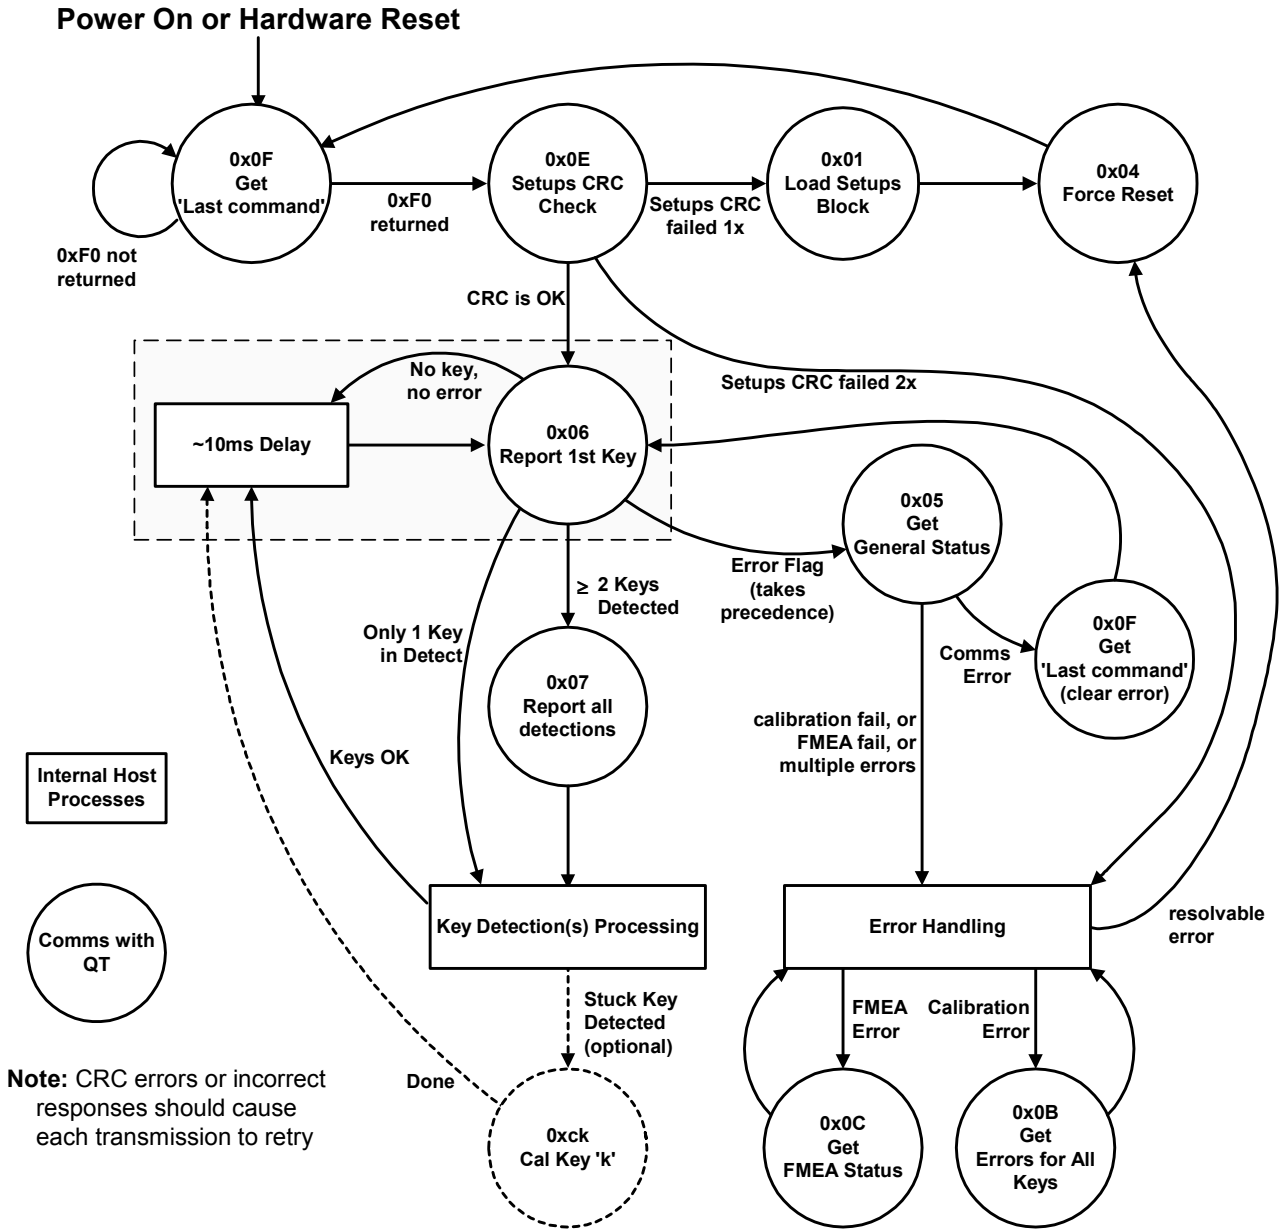 Power On or Hardware Reset
0x0F
Get
'Last command'
0xF0 not
returned
0xF0
returned
0x0E
Setups CRC
Check
Setups CRC
failed 1x
0x01
Load Setups
Block
0x04
Force Reset
CRC is OK
Setups CRC failed 2x
No key,
no error
~10ms Delay
0x06
Report 1st Key
0x05
Get
General Status
Error Flag
(takes
precedence)
≥ 2 Keys
Detected
Only 1 Key
in Detect
0x07
Report all
detections
Comms
Error
0x0F
Get
'Last command'
(clear error)
calibration fail, or
FMEA fail, or
multiple errors
Keys OK
Internal Host
Processes
Comms with
QT
Key Detection(s) Processing
Error Handling
resolvable
error
Stuck Key
Detected
(optional)
FMEA
Error
Calibration
Error
Done
0xck
Cal Key 'k'
0x0C
Get
FMEA Status
0x0B
Get
Errors for All
Keys
Note: CRC errors or incorrect
responses should cause
each transmission to retry